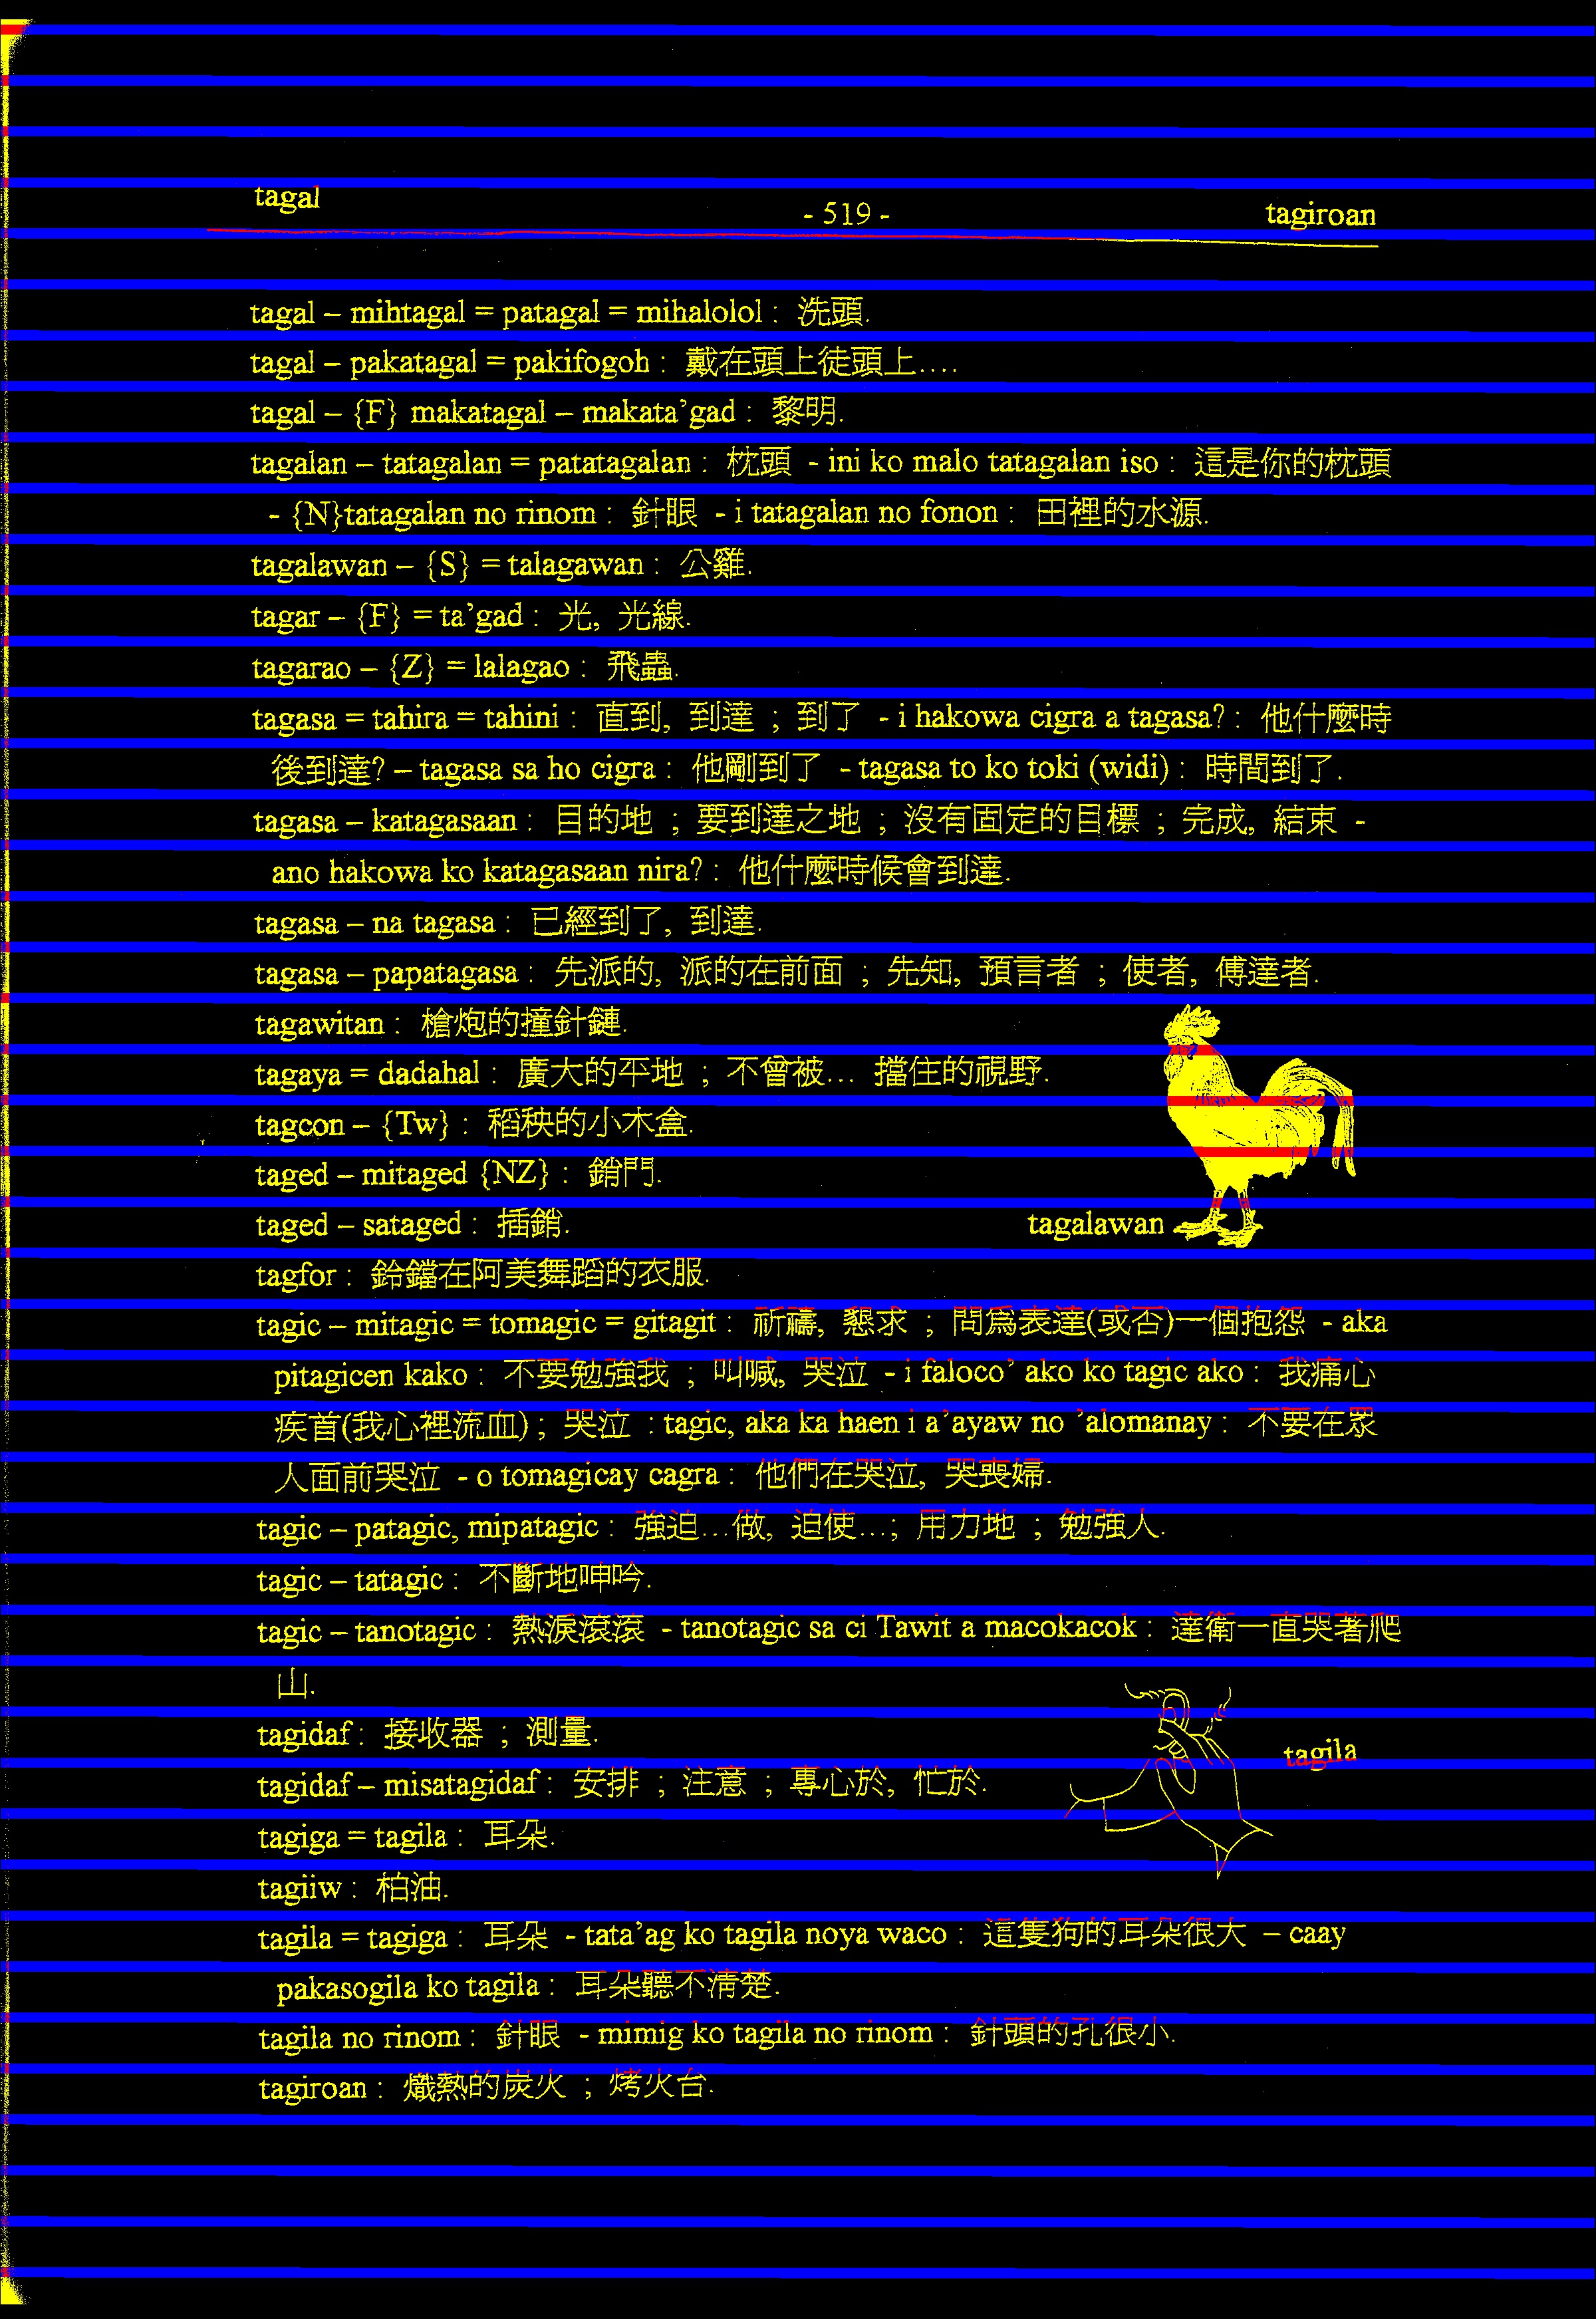 tagal - 519 - tagiroan
tagal – mihtagal = patagal = mihalolol : 洗頭.
tagal – pakatagal = pakifogoh : 戴在頭上徒頭上....
tagal – {F} makatagal – makata’gad : 黎明.
tagalan – tatagalan = patatagalan : 枕頭 - ini ko malo tatagalan iso : 這是你的枕頭
- {N}tatagalan no rinom : 針眼 - i tatagalan no fonon : 田裡的水源.
tagalawan – {S} = talagawan : 公雞.
tagar – {F} = ta’gad : 光, 光線.
tagarao – {Z} = lalagao : 飛蟲.
tagasa = tahira = tahini : 直到, 到達 ; 到了 - i hakowa cigra a tagasa? : 他什麼時
後到達? – tagasa sa ho cigra : 他剛到了 - tagasa to ko toki (widi) : 時間到了.
tagasa – katagasaan : 目的地 ; 要到達之地 ; 沒有固定的目標 ; 完成, 結束 -
ano hakowa ko katagasaan nira? : 他什麼時候會到達.
tagasa – na tagasa : 已經到了, 到達.
tagasa – papatagasa : 先派的, 派的在前面 ; 先知, 預言者 ; 使者, 傳達者.
tagawitan : 槍炮的撞針鏈.
tagaya = dadahal : 廣大的平地 ; 不曾被... 擋住的視野.
tagcon – {Tw} : 稻秧的小木盒.
taged – mitaged {NZ} : 銷門.
taged – sataged : 插銷.
tagalawan
tagfor : 鈴鐺在阿美舞蹈的衣服.
tagic – mitagic = tomagic = gitagit : 祈禱, 懇求 ; 問為表達(或否)一個抱怨 - aka
pitagicen kako : 不要勉強我 ; 叫喊, 哭泣 - i faloco’ ako ko tagic ako : 我痛心
疾首(我心裡流血) ; 哭泣 : tagic, aka ka haen i a’ayaw no ’alomanay : 不要在眾
人面前哭泣 - o tomagicay cagra : 他們在哭泣, 哭喪婦.
tagic – patagic, mipatagic : 強迫...做, 迫使...; 用力地 ; 勉強人.
tagic – tatagic : 不斷地呻吟.
tagic – tanotagic : 熱淚滾滾 - tanotagic sa ci Tawit a macokacok : 達衛一直哭著爬
山.
tagidaf : 接收器 ; 測量.
tagila
tagidaf – misatagidaf : 安排 ; 注意 ; 專心於, 忙於.
tagiga = tagila : 耳朵.
tagiiw : 柏油.
tagila = tagiga : 耳朵 - tata’ag ko tagila noya waco : 這隻狗的耳朵很大 – caay
pakasogila ko tagila : 耳朵聽不清楚.
tagila no rinom : 針眼 - mimig ko tagila no rinom : 針頭的孔很小.
tagiroan : 熾熱的炭火 ; 烤火台.